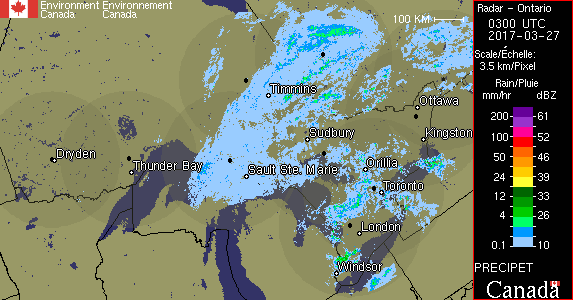 Environment Environnement
Canada Canada
100 KM
Timmins
Ottawa
Sudbury
Kingston
Dryden
Thunder Bay
Sault Ste. Marie
Orillia
Toronto
London
Windsor
Radar - Ontario
0300 UTC
2017-03-27
Scale/Échelle:
3.5 km/Pixel
Rain/Pluie
mm/hr dBZ
200 61
100 52
50 46
24 39
12 33
4 26
0.1 10
PRECIPET
Canada